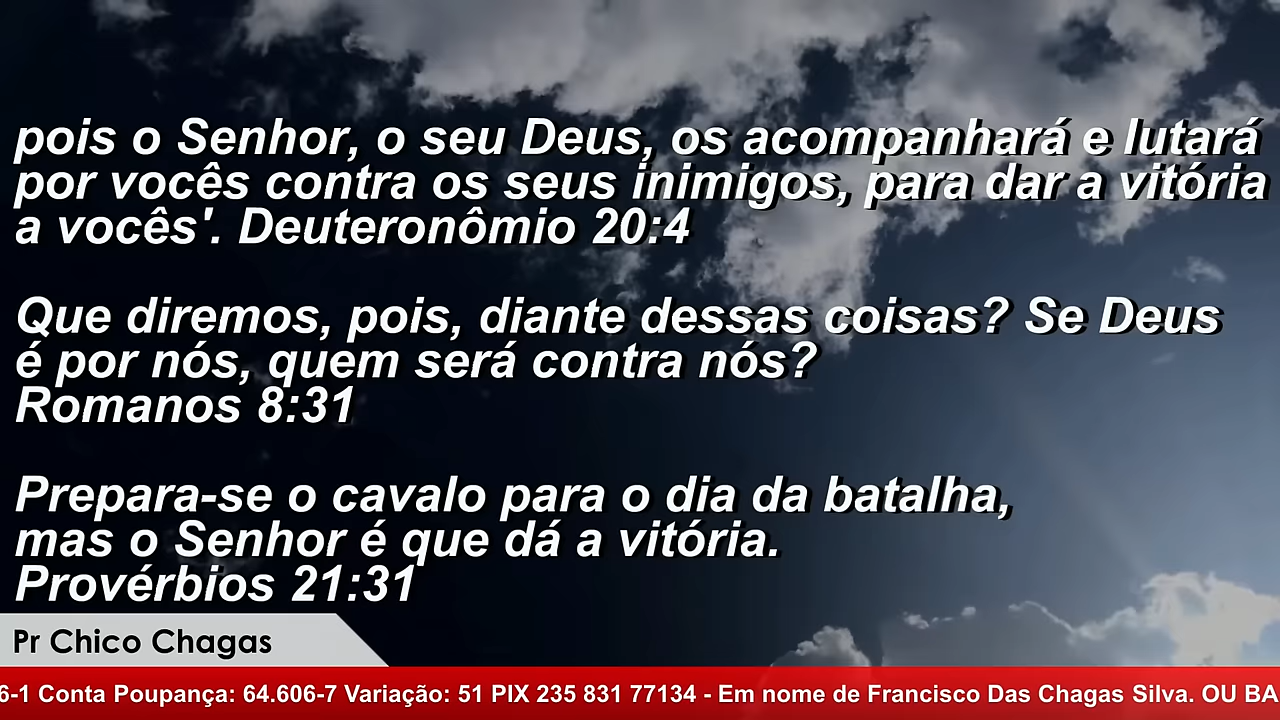 pois o Senhor, o seu Deus, os acompanhará e lutará
por vocês contra os seus inimigos, para dar a vitória
a vocês'. Deuteronômio 20:4
Que diremos, pois, diante dessas coisas? Se Deus
é por nós, quem será contra nós?
Romanos 8:31
Prepara-se o cavalo para o dia da batalha,
mas o Senhor é que dá a vitória.
Provérbios 21:31
Pr Chico Chagas
6-1 Conta Poupança: 64.606-7 Variação: 51 PIX 235 831 77134 - Em nome de Francisco Das Chagas Silva. OU BA